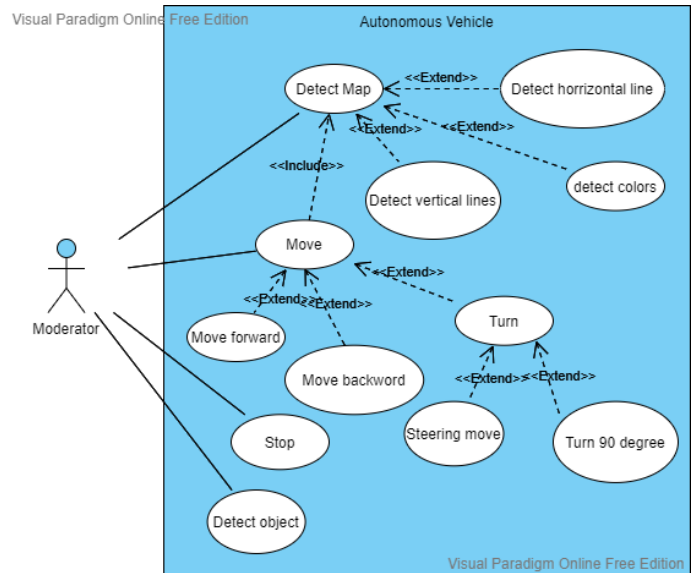 Visual Paradigm Online Free Edition
Autonomous Vehicle
Detect Map
<<Extend>>
Detect horrizontal line
<<Extend>>
<<Extend>>
<<Include>>
Detect vertical lines
detect colors
Move
<<Extend>>
Moderator
<<Extend>>
<<Extend>>
Turn
Move forward
Move backword
<<Extend>>
<<Extend>>
Stop
Steering move
Turn 90 degree
Detect object
Visual Paradigm Online Free Edition